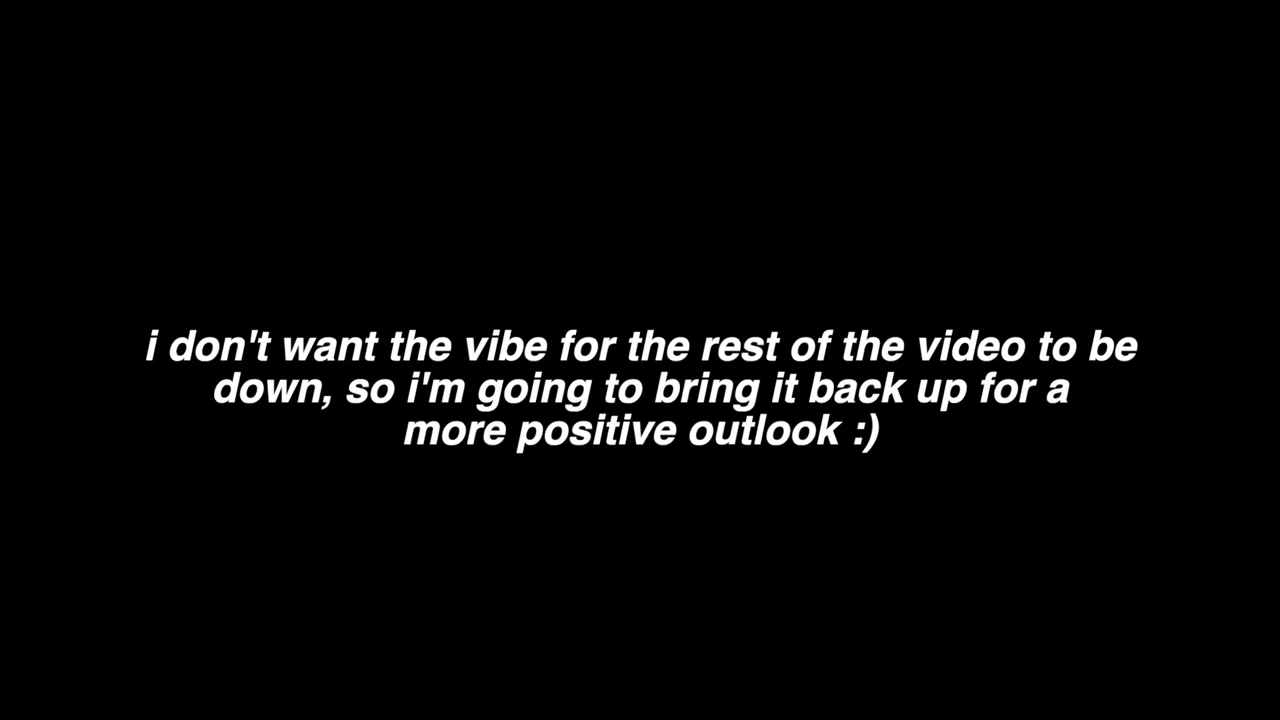 i don't want the vibe for the rest of the video to be
down, so i'm going to bring it back up for a
more positive outlook :)